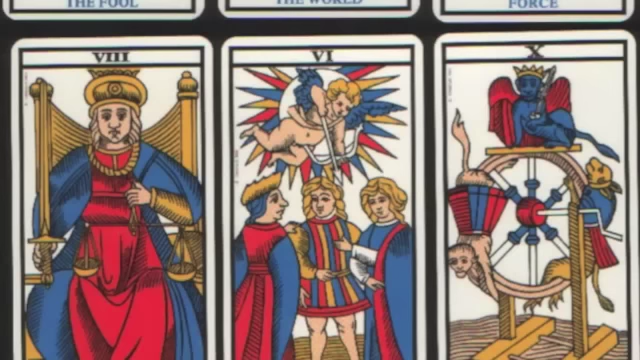 THE FOOL
THE WORLD
FORCE
VIII
VI
X